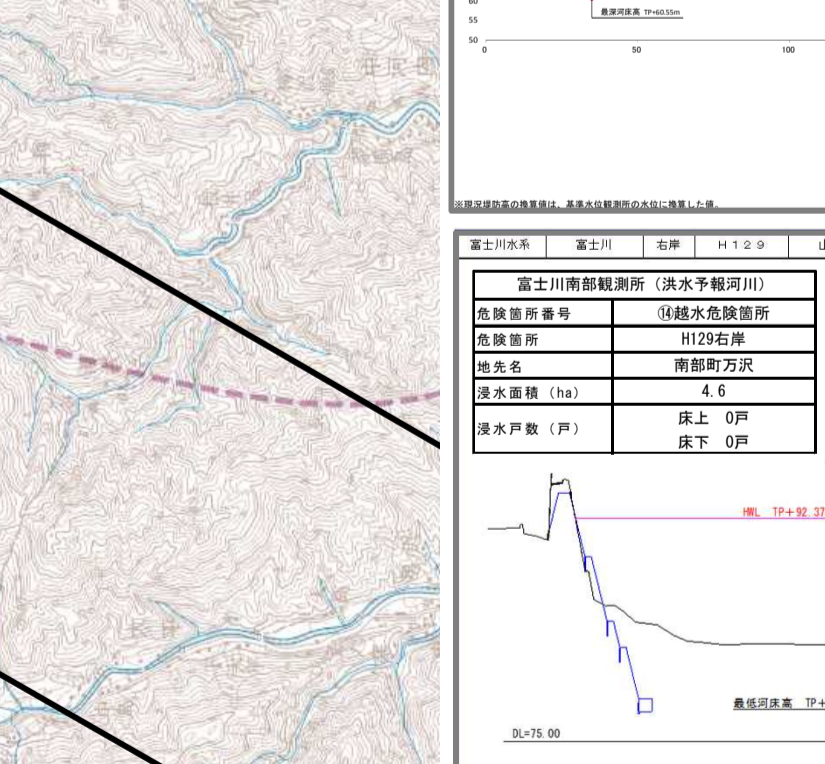 60
55
50
最深河床高 TP+60.55m
0
50
100
※現況堤防高の換算値は、基準水位観測所の水位に換算した値。
富士川水系 富士川 右岸 H129
富士川南部観測所（洪水予報河川）
危険箇所番号 ⑭越水危険箇所
危険箇所 H129右岸
地先名 南部町万沢
浸水面積（ha） 4.6
浸水戸数（戸） 床上 0戸
床下 0戸
HWL TP+92.37
最低河床高 TP+
DL=75.00